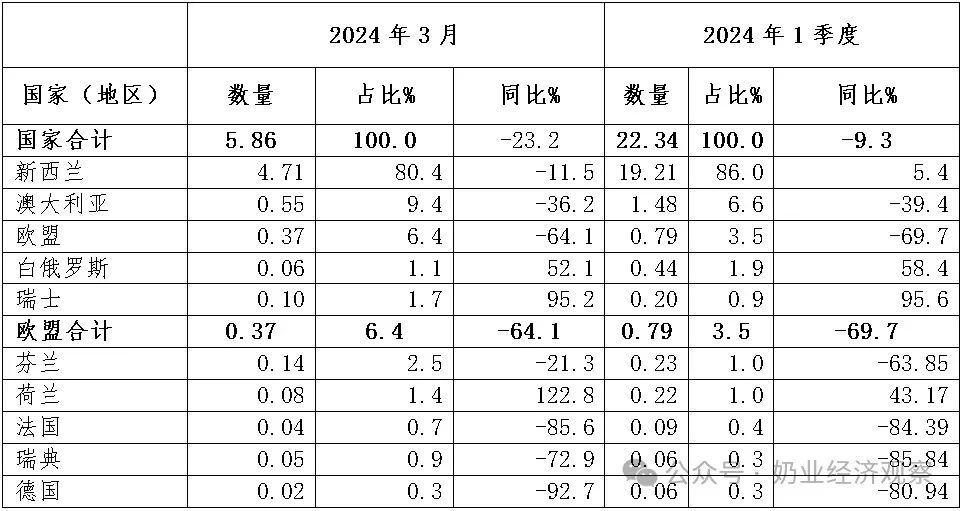 2024年3月 2024年1季度
国家（地区） 数量 占比% 同比% 数量 占比% 同比%
国家合计 5.86 100.0 -23.2 22.34 100.0 -9.3
新西兰 4.71 80.4 -11.5 19.21 86.0 5.4
澳大利亚 0.55 9.4 -36.2 1.48 6.6 -39.4
欧盟 0.37 6.4 -64.1 0.79 3.5 -69.7
白俄罗斯 0.06 1.1 52.1 0.44 1.9 58.4
瑞士 0.10 1.7 95.2 0.20 0.9 95.6
欧盟合计 0.37 6.4 -64.1 0.79 3.5 -69.7
芬兰 0.14 2.5 -21.3 0.23 1.0 -63.85
荷兰 0.08 1.4 122.8 0.22 1.0 43.17
法国 0.04 0.7 -85.6 0.09 0.4 -84.39
瑞典 0.05 0.9 -72.9 0.06 0.3 -85.84
德国 0.02 0.3 -92.7 0.06 0.3 -80.94
公众号·奶业经济观察